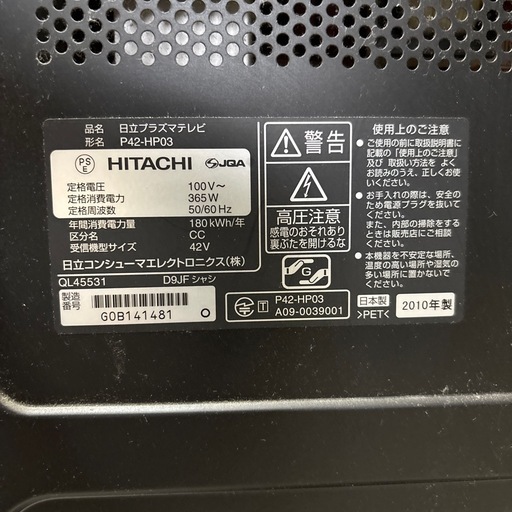 品名 日立プラズマテレビ
形名 P42-HP03
PS E HITACHI JQA
定格電圧 100V～
定格消費電力 365W
定格周波数 50/60Hz
年間消費電力量 180kWh/年
区分名 CC
受信機型サイズ 42V
日立コンシューマエレクトロニクス(株)
QL45531 D9JFシャシ
製造番号 G0B141481
警告
高圧注意
感電のおそれあり
裏ぶたを開けるな
G
T P42-HP03
A09-0039001
使用上のご注意
●ご使用の前に取扱説明書に
記載の「使用上のご注意」
及び 取扱い方法を よく
お読みのうえ、正しくお使
いください。
●お手入れの際は、安全の
ため電源プラグを抜いて
ください。
また、内部の掃除をする
ときは販売店にご相談
ください。
●本機器を不安定な場所、
温度の高い場所や湿気の
多い場所に置かないで
ください。
日本製
>PET<
2010年製